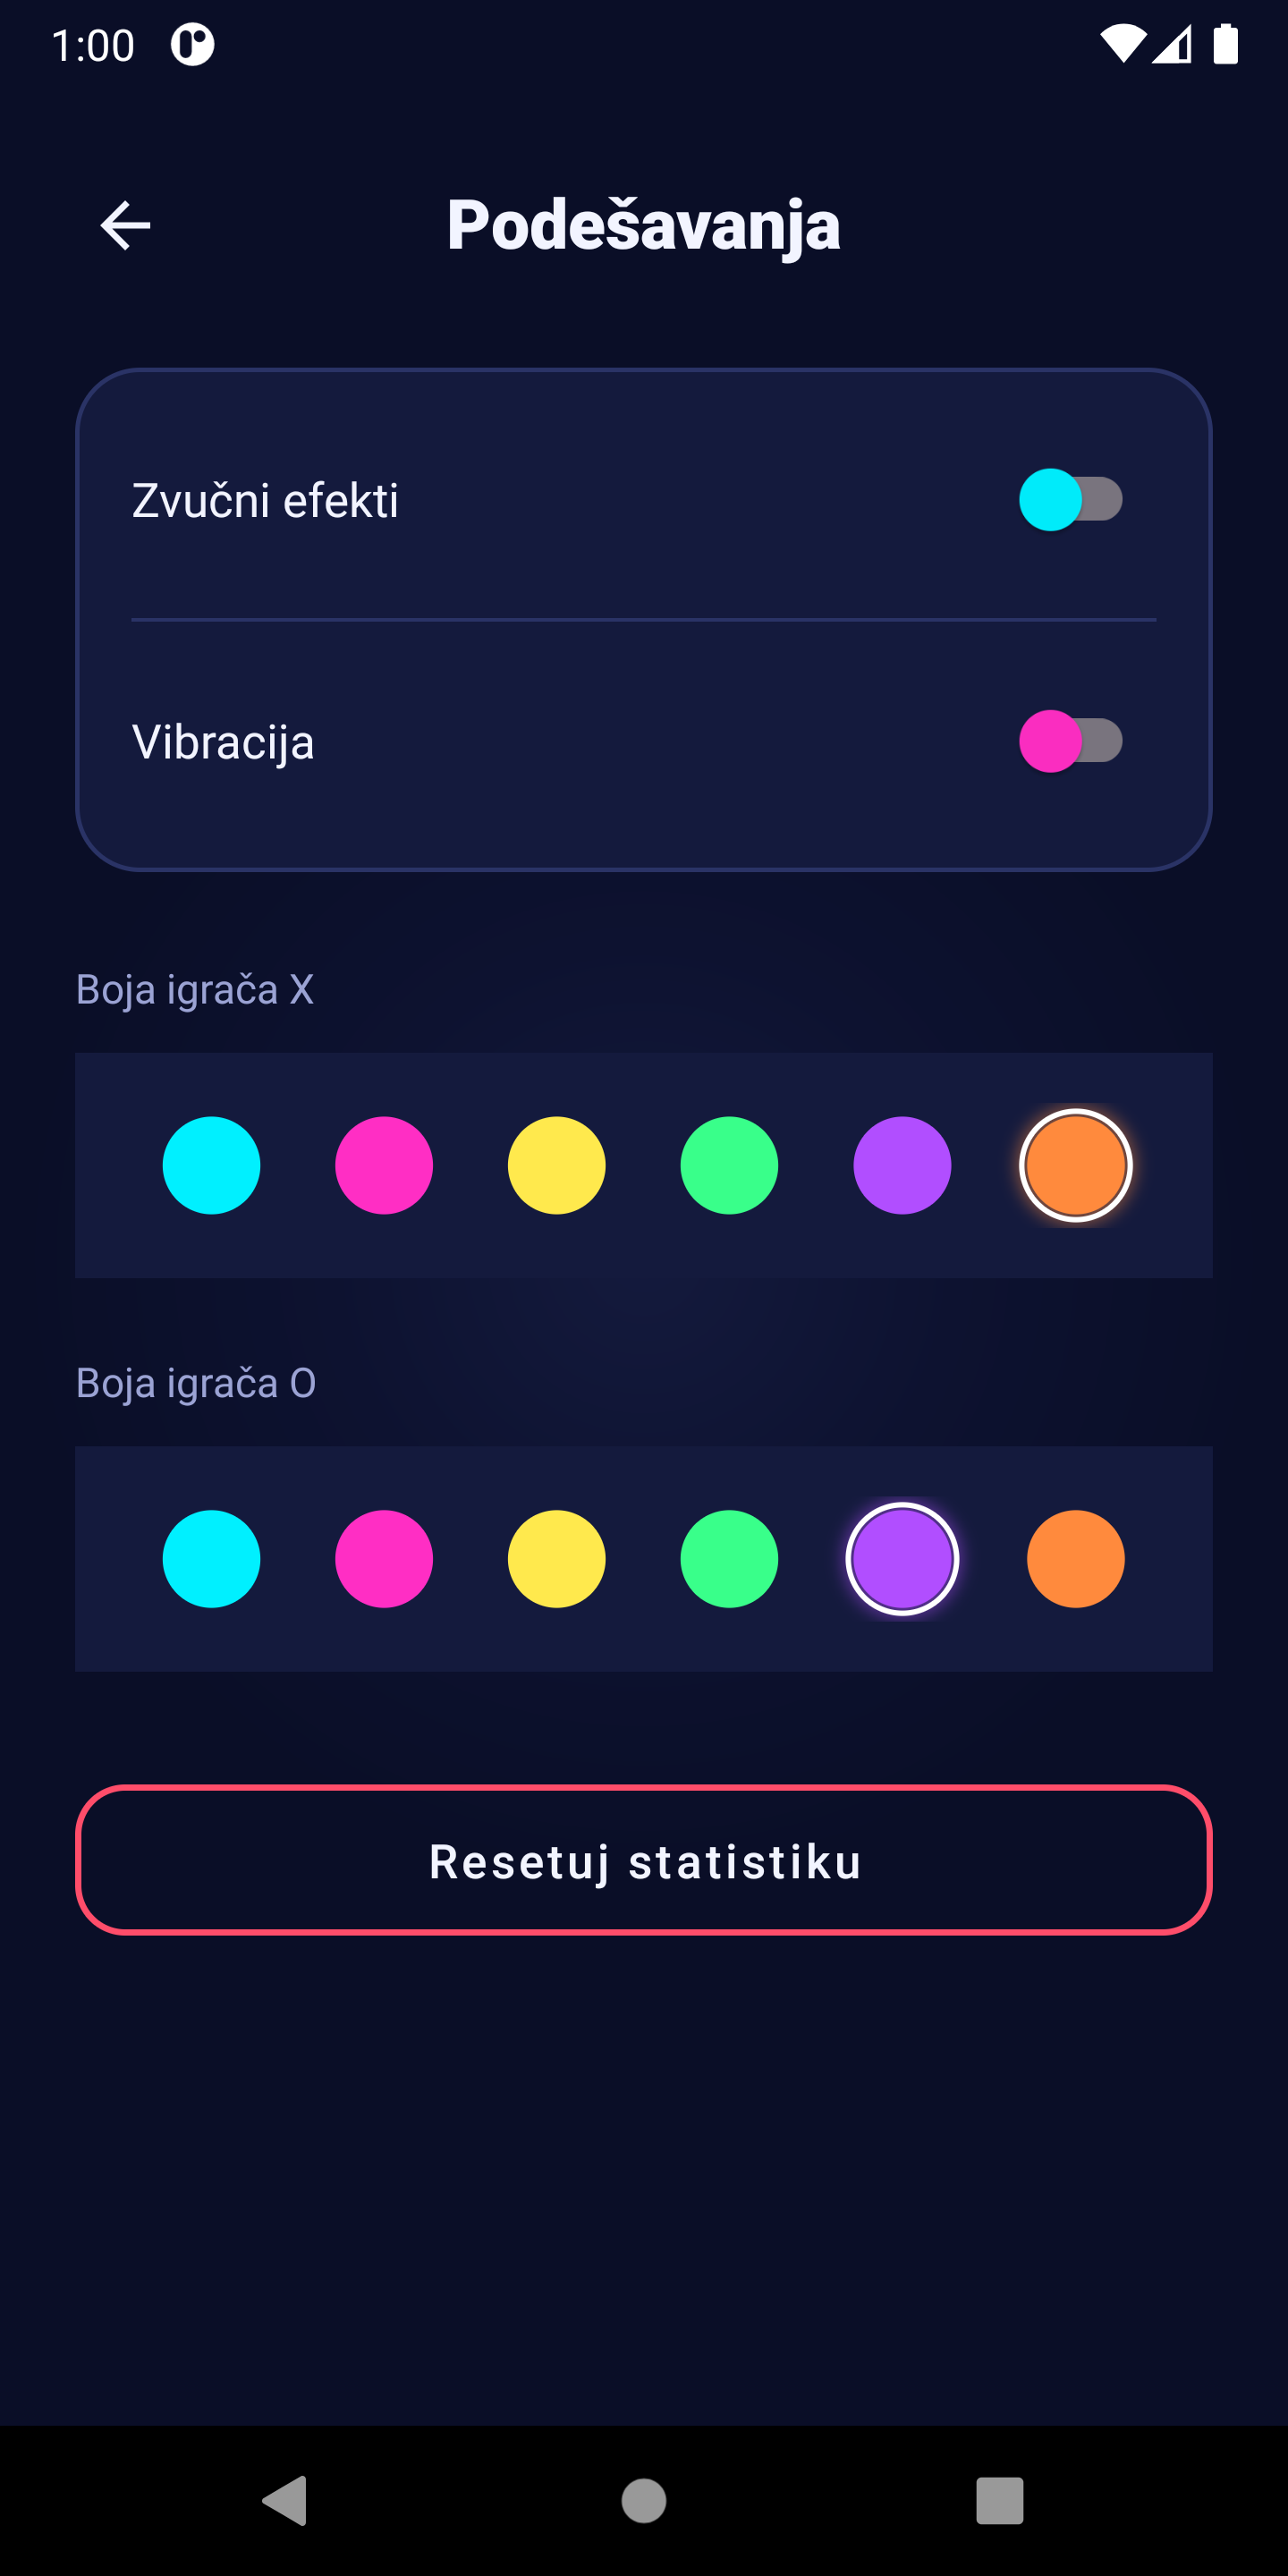 1:00
Podešavanja
Zvučni efekti
Vibracija
Boja igrača X
Boja igrača O
Resetuj statistiku